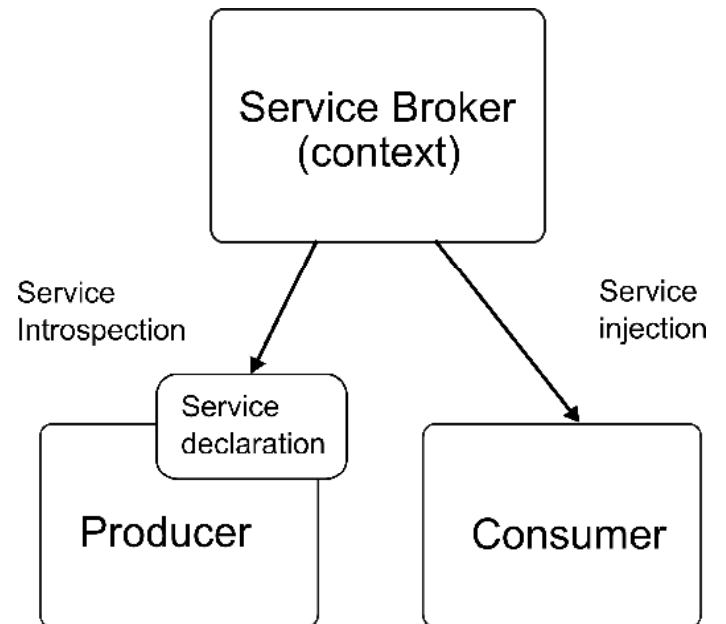 Service Broker
(context)
Service
Introspection
Service
injection
Service
declaration
Producer
Consumer